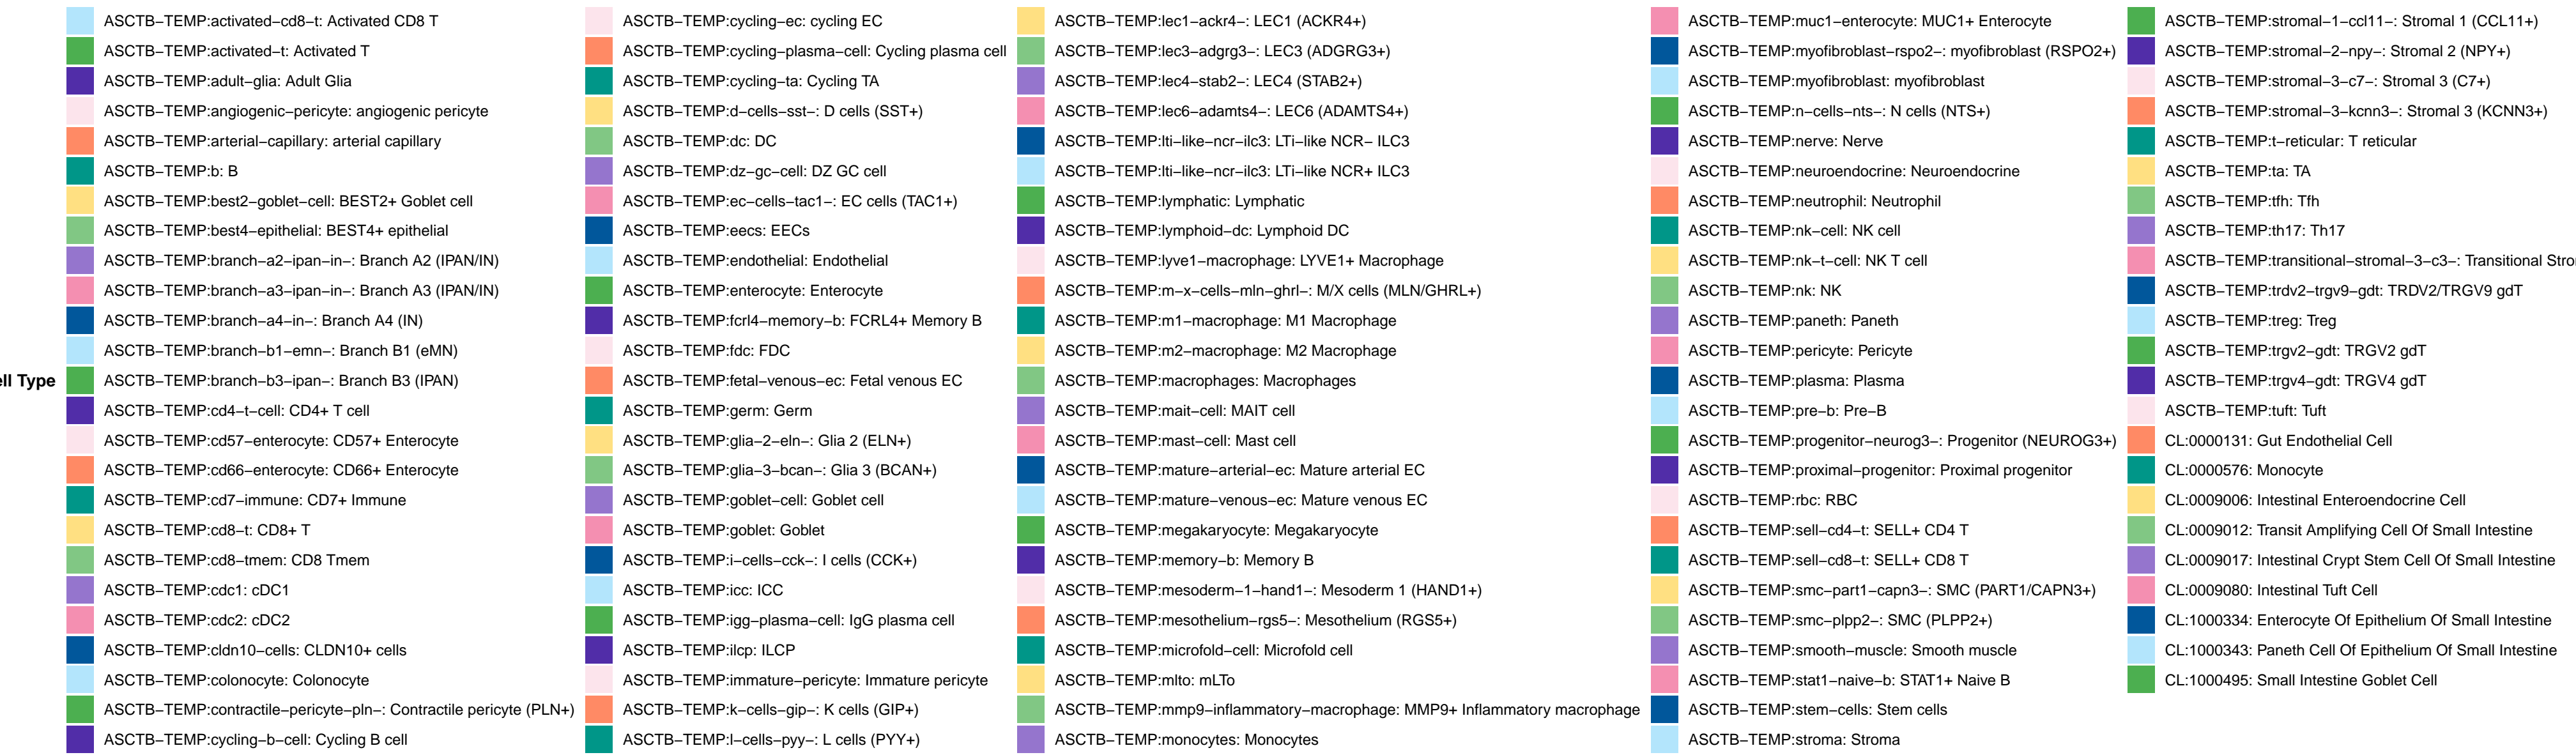 ell Type
ASCTB−TEMP:activated−cd8−t: Activated CD8 T
ASCTB−TEMP:activated−t: Activated T
ASCTB−TEMP:adult−glia: Adult Glia
ASCTB−TEMP:angiogenic−pericyte: angiogenic pericyte
ASCTB−TEMP:arterial−capillary: arterial capillary
ASCTB−TEMP:b: B
ASCTB−TEMP:best2−goblet−cell: BEST2+ Goblet cell
ASCTB−TEMP:best4−epithelial: BEST4+ epithelial
ASCTB−TEMP:branch−a2−ipan−in−: Branch A2 (IPAN/IN)
ASCTB−TEMP:branch−a3−ipan−in−: Branch A3 (IPAN/IN)
ASCTB−TEMP:branch−a4−in−: Branch A4 (IN)
ASCTB−TEMP:branch−b1−emn−: Branch B1 (eMN)
ASCTB−TEMP:branch−b3−ipan−: Branch B3 (IPAN)
ASCTB−TEMP:cd4−t−cell: CD4+ T cell
ASCTB−TEMP:cd57−enterocyte: CD57+ Enterocyte
ASCTB−TEMP:cd66−enterocyte: CD66+ Enterocyte
ASCTB−TEMP:cd7−immune: CD7+ Immune
ASCTB−TEMP:cd8−t: CD8+ T
ASCTB−TEMP:cd8−tmem: CD8 Tmem
ASCTB−TEMP:cdc1: cDC1
ASCTB−TEMP:cdc2: cDC2
ASCTB−TEMP:cldn10−cells: CLDN10+ cells
ASCTB−TEMP:colonocyte: Colonocyte
ASCTB−TEMP:contractile−pericyte−pln−: Contractile pericyte (PLN+)
ASCTB−TEMP:cycling−b−cell: Cycling B cell
ASCTB−TEMP:cycling−ec: cycling EC
ASCTB−TEMP:cycling−plasma−cell: Cycling plasma cell
ASCTB−TEMP:cycling−ta: Cycling TA
ASCTB−TEMP:d−cells−sst−: D cells (SST+)
ASCTB−TEMP:dc: DC
ASCTB−TEMP:dz−gc−cell: DZ GC cell
ASCTB−TEMP:ec−cells−tac1−: EC cells (TAC1+)
ASCTB−TEMP:eecs: EECs
ASCTB−TEMP:endothelial: Endothelial
ASCTB−TEMP:enterocyte: Enterocyte
ASCTB−TEMP:fcrl4−memory−b: FCRL4+ Memory B
ASCTB−TEMP:fdc: FDC
ASCTB−TEMP:fetal−venous−ec: Fetal venous EC
ASCTB−TEMP:germ: Germ
ASCTB−TEMP:glia−2−eln−: Glia 2 (ELN+)
ASCTB−TEMP:glia−3−bcan−: Glia 3 (BCAN+)
ASCTB−TEMP:goblet−cell: Goblet cell
ASCTB−TEMP:goblet: Goblet
ASCTB−TEMP:i−cells−cck−: I cells (CCK+)
ASCTB−TEMP:icc: ICC
ASCTB−TEMP:igg−plasma−cell: IgG plasma cell
ASCTB−TEMP:ilcp: ILCP
ASCTB−TEMP:immature−pericyte: Immature pericyte
ASCTB−TEMP:k−cells−gip−: K cells (GIP+)
ASCTB−TEMP:l−cells−pyy−: L cells (PYY+)
ASCTB−TEMP:lec1−ackr4−: LEC1 (ACKR4+)
ASCTB−TEMP:lec3−adgrg3−: LEC3 (ADGRG3+)
ASCTB−TEMP:lec4−stab2−: LEC4 (STAB2+)
ASCTB−TEMP:lec6−adamts4−: LEC6 (ADAMTS4+)
ASCTB−TEMP:lti−like−ncr−ilc3: LTi−like NCR− ILC3
ASCTB−TEMP:lti−like−ncr−ilc3: LTi−like NCR+ ILC3
ASCTB−TEMP:lymphatic: Lymphatic
ASCTB−TEMP:lymphoid−dc: Lymphoid DC
ASCTB−TEMP:lyve1−macrophage: LYVE1+ Macrophage
ASCTB−TEMP:m−x−cells−mln−ghrl−: M/X cells (MLN/GHRL+)
ASCTB−TEMP:m1−macrophage: M1 Macrophage
ASCTB−TEMP:m2−macrophage: M2 Macrophage
ASCTB−TEMP:macrophages: Macrophages
ASCTB−TEMP:mait−cell: MAIT cell
ASCTB−TEMP:mast−cell: Mast cell
ASCTB−TEMP:mature−arterial−ec: Mature arterial EC
ASCTB−TEMP:mature−venous−ec: Mature venous EC
ASCTB−TEMP:megakaryocyte: Megakaryocyte
ASCTB−TEMP:memory−b: Memory B
ASCTB−TEMP:mesoderm−1−hand1−: Mesoderm 1 (HAND1+)
ASCTB−TEMP:mesothelium−rgs5−: Mesothelium (RGS5+)
ASCTB−TEMP:microfold−cell: Microfold cell
ASCTB−TEMP:mlto: mLTo
ASCTB−TEMP:mmp9−inflammatory−macrophage: MMP9+ Inflammatory macrophage
ASCTB−TEMP:monocytes: Monocytes
ASCTB−TEMP:muc1−enterocyte: MUC1+ Enterocyte
ASCTB−TEMP:myofibroblast−rspo2−: myofibroblast (RSPO2+)
ASCTB−TEMP:myofibroblast: myofibroblast
ASCTB−TEMP:n−cells−nts−: N cells (NTS+)
ASCTB−TEMP:nerve: Nerve
ASCTB−TEMP:neuroendocrine: Neuroendocrine
ASCTB−TEMP:neutrophil: Neutrophil
ASCTB−TEMP:nk−cell: NK cell
ASCTB−TEMP:nk−t−cell: NK T cell
ASCTB−TEMP:nk: NK
ASCTB−TEMP:paneth: Paneth
ASCTB−TEMP:pericyte: Pericyte
ASCTB−TEMP:plasma: Plasma
ASCTB−TEMP:pre−b: Pre−B
ASCTB−TEMP:progenitor−neurog3−: Progenitor (NEUROG3+)
ASCTB−TEMP:proximal−progenitor: Proximal progenitor
ASCTB−TEMP:rbc: RBC
ASCTB−TEMP:sell−cd4−t: SELL+ CD4 T
ASCTB−TEMP:sell−cd8−t: SELL+ CD8 T
ASCTB−TEMP:smc−part1−capn3−: SMC (PART1/CAPN3+)
ASCTB−TEMP:smc−plpp2−: SMC (PLPP2+)
ASCTB−TEMP:smooth−muscle: Smooth muscle
ASCTB−TEMP:stat1−naive−b: STAT1+ Naive B
ASCTB−TEMP:stem−cells: Stem cells
ASCTB−TEMP:stroma: Stroma
ASCTB−TEMP:stromal−1−ccl11−: Stromal 1 (CCL11+)
ASCTB−TEMP:stromal−2−npy−: Stromal 2 (NPY+)
ASCTB−TEMP:stromal−3−c7−: Stromal 3 (C7+)
ASCTB−TEMP:stromal−3−kcnn3−: Stromal 3 (KCNN3+)
ASCTB−TEMP:t−reticular: T reticular
ASCTB−TEMP:ta: TA
ASCTB−TEMP:tfh: Tfh
ASCTB−TEMP:th17: Th17
ASCTB−TEMP:transitional−stromal−3−c3−: Transitional Stro
ASCTB−TEMP:trdv2−trgv9−gdt: TRDV2/TRGV9 gdT
ASCTB−TEMP:treg: Treg
ASCTB−TEMP:trgv2−gdt: TRGV2 gdT
ASCTB−TEMP:trgv4−gdt: TRGV4 gdT
ASCTB−TEMP:tuft: Tuft
CL:0000131: Gut Endothelial Cell
CL:0000576: Monocyte
CL:0009006: Intestinal Enteroendocrine Cell
CL:0009012: Transit Amplifying Cell Of Small Intestine
CL:0009017: Intestinal Crypt Stem Cell Of Small Intestine
CL:0009080: Intestinal Tuft Cell
CL:1000334: Enterocyte Of Epithelium Of Small Intestine
CL:1000343: Paneth Cell Of Epithelium Of Small Intestine
CL:1000495: Small Intestine Goblet Cell